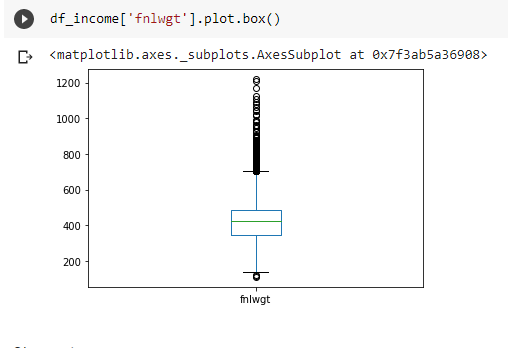 df_income['fnlwgt'].plot.box()
<matplotlib.axes._subplots.AxesSubplot at 0x7f3ab5a36908>
1200
1000
800
600
400
200
fnlwgt